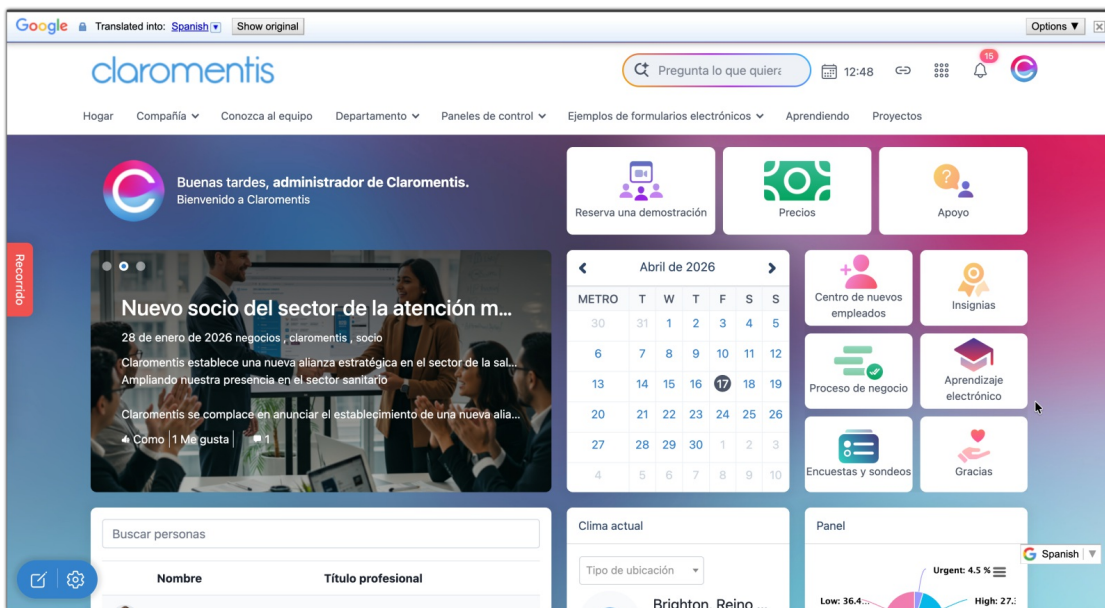 Google Translated into: Spanish Show original Options ▼
claromentis
Pregunta lo que quiera
12:48
15
Hogar Compañía Conozca al equipo Departamento Paneles de control Ejemplos de formularios electrónicos Aprendiendo Proyectos
Buenas tardes, administrador de Claromentis.
Bienvenido a Claromentis
Reserva una demostración
Precios
Apoyo
Recorrido
Nuevo socio del sector de la atención m...
28 de enero de 2026 negocios , claromentis , socio
Claromentis establece una nueva alianza estratégica en el sector de la sal...
Ampliando nuestra presencia en el sector sanitario
Claromentis se complace en anunciar el establecimiento de una nueva alia...
Como 1 Me gusta 1
Abril de 2026
METRO T W T F S S
30 31 1 2 3 4 5
6 7 8 9 10 11 12
13 14 15 16 17 18 19
20 21 22 23 24 25 26
27 28 29 30 1 2 3
4 5 6 7 8 9 10
Centro de nuevos
empleados
Insignias
Proceso de negocio
Aprendizaje
electrónico
Encuestas y sondeos
Gracias
Buscar personas
Nombre Título profesional
Clima actual
Tipo de ubicación
Brighton, Reino ...
Panel
Urgent: 4.5 %
Low: 36.4...
High: 27.:
Spanish ▼